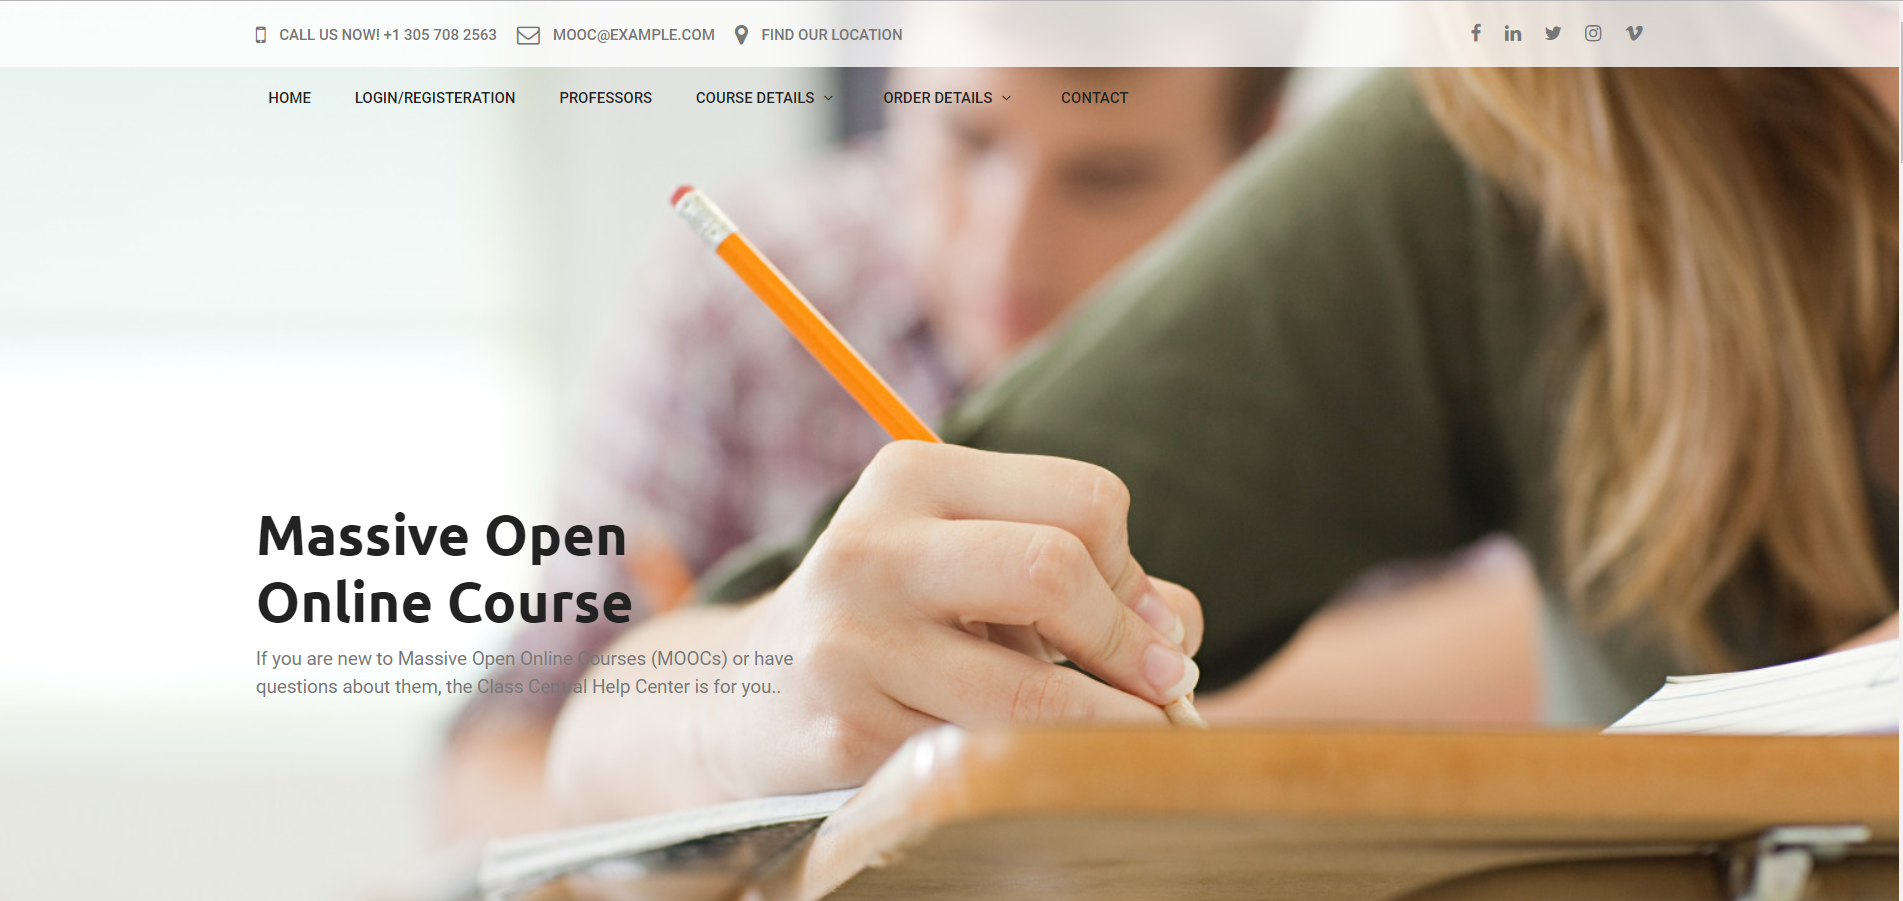 CALL US NOW! +1 305 708 2563 MOOC@EXAMPLE.COM FIND OUR LOCATION
HOME LOGIN/REGISTERATION PROFESSORS COURSE DETAILS ORDER DETAILS CONTACT
Massive Open
Online Course
If you are new to Massive Open Online Courses (MOOCs) or have
questions about them, the Class Central Help Center is for you..